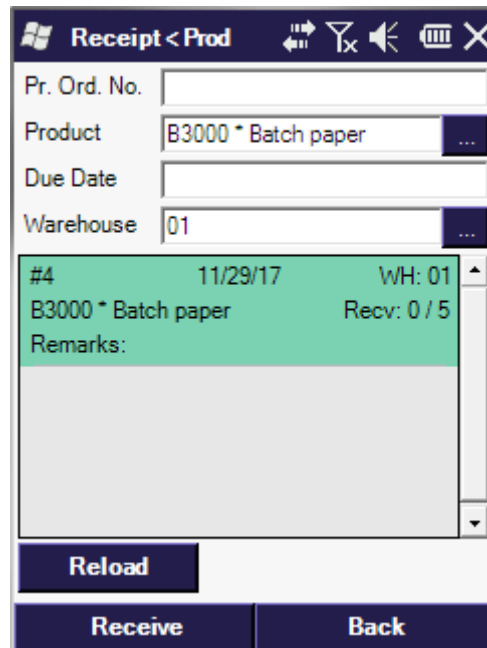 Receipt < Prod
Pr. Ord. No.
Product B3000 * Batch paper ...
Due Date
Warehouse 01 ...
#4 11/29/17 WH: 01
B3000 * Batch paper Recv: 0 / 5
Remarks:
Reload
Receive Back